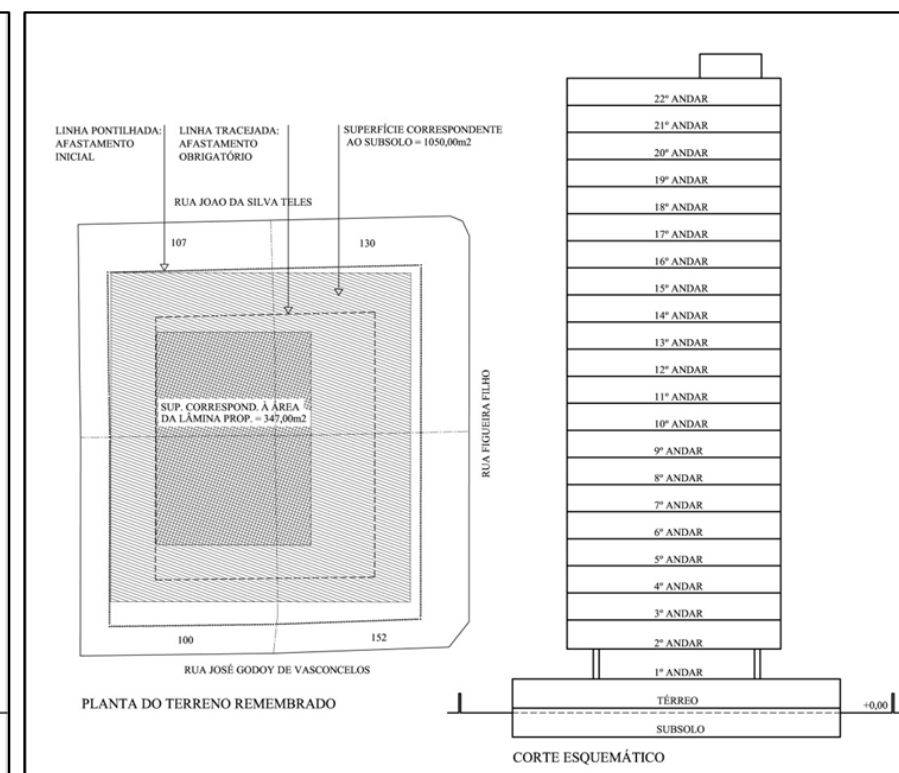 LINHA PONTILHADA:
AFASTAMENTO
INICIAL
LINHA TRACEJADA:
AFASTAMENTO
OBRIGATÓRIO
SUPERFÍCIE CORRESPONDENTE
AO SUBSOLO = 1050,00m2
RUA JOAO DA SILVA TELES
107
130
SUP. CORRESPOND. À ÁREA
DA LÂMINA PROP. = 347,00m2
RUA FIGUEIRA FILHO
100
152
RUA JOSÉ GODOY DE VASCONCELOS
PLANTA DO TERRENO REMEMBRADO
22º ANDAR
21º ANDAR
20º ANDAR
19º ANDAR
18º ANDAR
17º ANDAR
16º ANDAR
15º ANDAR
14º ANDAR
13º ANDAR
12º ANDAR
11º ANDAR
10º ANDAR
9º ANDAR
8º ANDAR
7º ANDAR
6º ANDAR
5º ANDAR
4º ANDAR
3º ANDAR
2º ANDAR
1º ANDAR
TÉRREO
+0,00
SUBSOLO
CORTE ESQUEMÁTICO